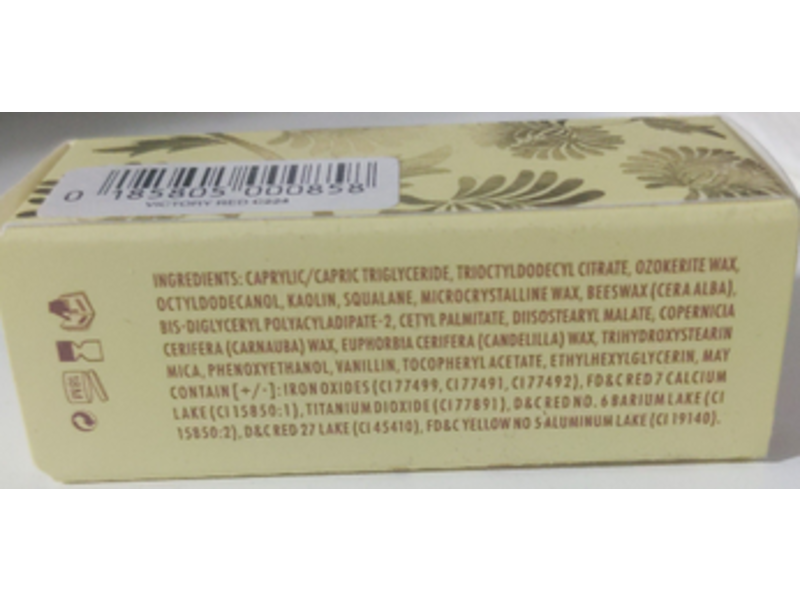 0 185805 000858
VICTORY RED C224
INGREDIENTS: CAPRYLIC/CAPRIC TRIGLYCERIDE, TRIOCTYLDODECYL CITRATE, OZOKERITE WAX,
OCTYLDODECANOL, KAOLIN, SQUALANE, MICROCRYSTALLINE WAX, BEESWAX (CERA ALBA),
BIS-DIGLYCERYL POLYACYLADIPATE-2, CETYL PALMITATE, DIISOSTEARYL MALATE, COPERNICIA
CERIFERA (CARNAUBA) WAX, EUPHORBIA CERIFERA (CANDELILLA) WAX, TRIHYDROXYSTEARIN
MICA, PHENOXYETHANOL, VANILLIN, TOCOPHERYL ACETATE, ETHYLHEXYLGLYCERIN, MAY
CONTAIN [+/-]: IRON OXIDES (CI 77499, CI 77491, CI 77492), FD&C RED 7 CALCIUM
LAKE (CI 15850:1), TITANIUM DIOXIDE (CI 77891), D&C RED NO. 6 BARIUM LAKE (CI
15850:2), D&C RED 27 LAKE (CI 45410), FD&C YELLOW NO 5 ALUMINUM LAKE (CI 19140).